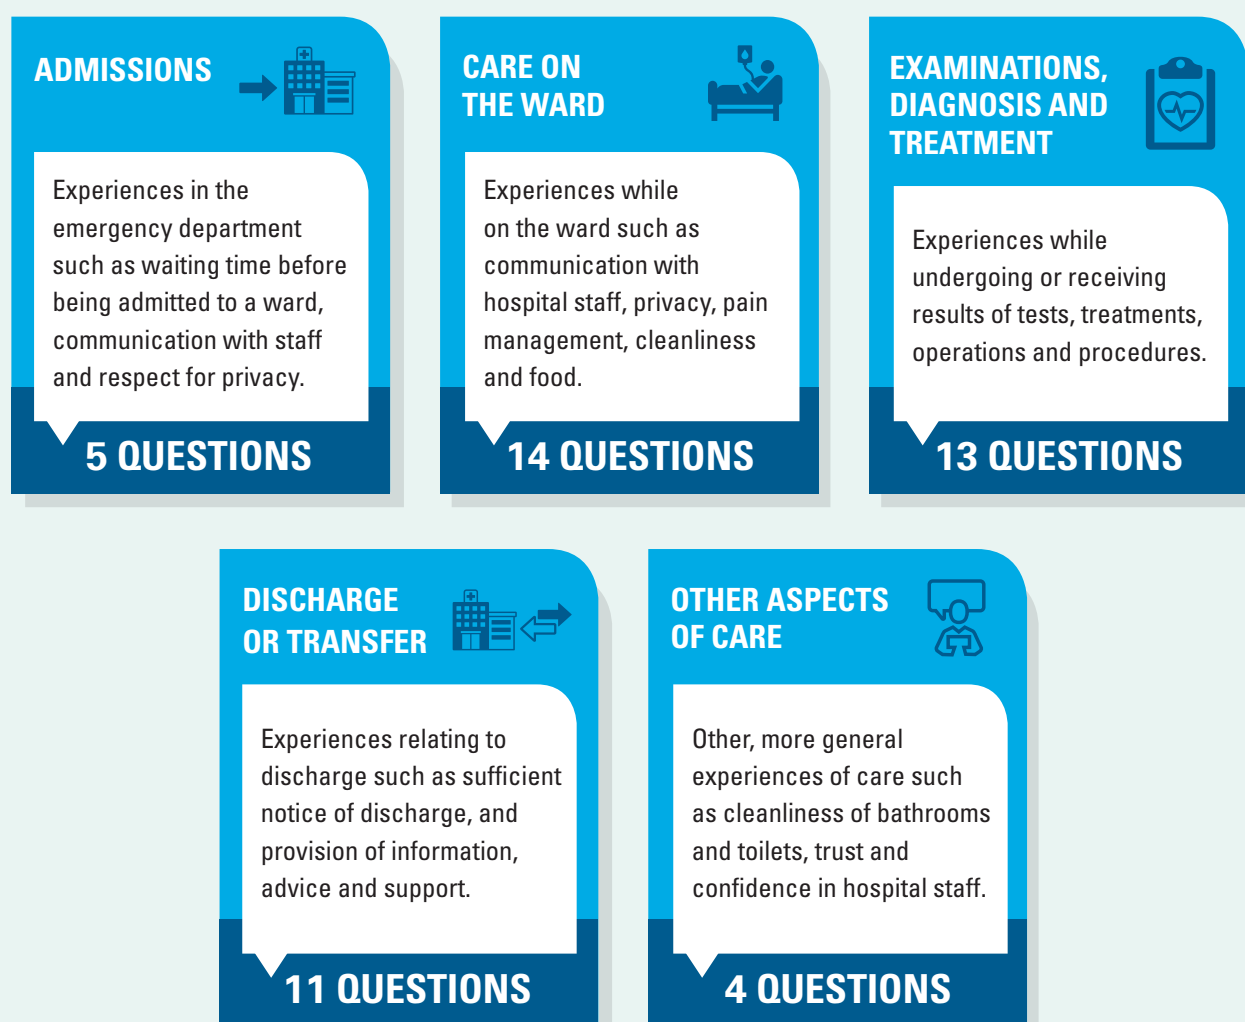 ADMISSIONS
Experiences in the
emergency department
such as waiting time before
being admitted to a ward,
communication with staff
and respect for privacy.
5 QUESTIONS
CARE ON
THE WARD
Experiences while
on the ward such as
communication with
hospital staff, privacy, pain
management, cleanliness
and food.
14 QUESTIONS
EXAMINATIONS,
DIAGNOSIS AND
TREATMENT
Experiences while
undergoing or receiving
results of tests, treatments,
operations and procedures.
13 QUESTIONS
DISCHARGE
OR TRANSFER
Experiences relating to
discharge such as sufficient
notice of discharge, and
provision of information,
advice and support.
11 QUESTIONS
OTHER ASPECTS
OF CARE
Other, more general
experiences of care such
as cleanliness of bathrooms
and toilets, trust and
confidence in hospital staff.
4 QUESTIONS